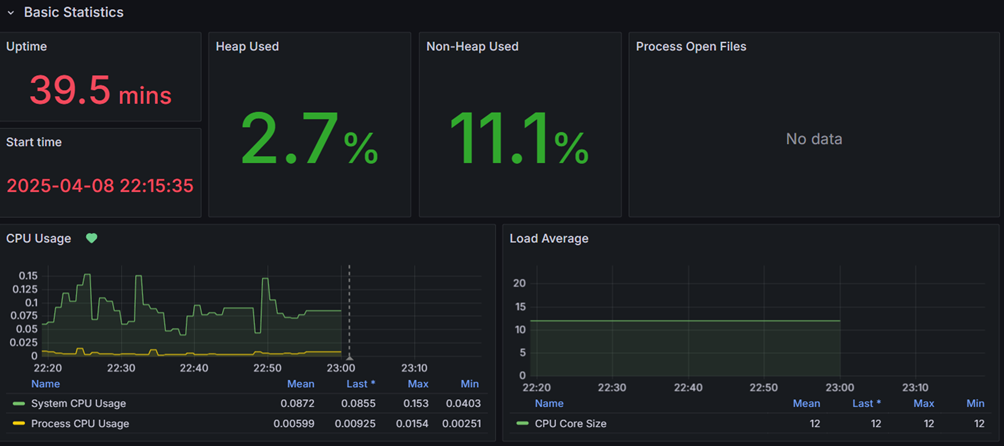 Basic Statistics
Uptime
39.5 mins
Start time
2025-04-08 22:15:35
Heap Used
2.7%
Non-Heap Used
11.1%
Process Open Files
No data
CPU Usage
0.15
0.125
0.1
0.075
0.05
0.025
0
22:20 22:30 22:40 22:50 23:00 23:10
Name Mean Last * Max Min
System CPU Usage 0.0872 0.0855 0.153 0.0403
Process CPU Usage 0.00599 0.00925 0.0154 0.00251
Load Average
20
15
10
5
0
22:20 22:30 22:40 22:50 23:00 23:10
Name Mean Last * Max Min
CPU Core Size 12 12 12 12